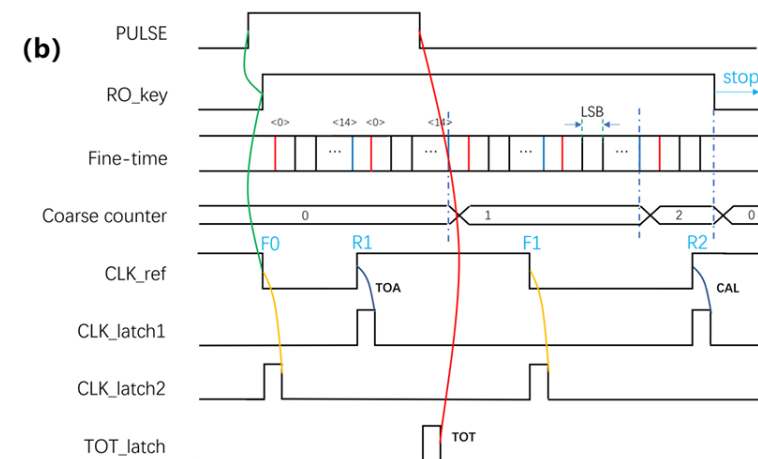 (b)
PULSE
RO_key
stop
<0> <14> <0> <14> LSB
Fine-time ... ... ... ...
Coarse counter 0 1 2 0
F0 R1 F1 R2
CLK_ref
TOA CAL
CLK_latch1
CLK_latch2
TOT_latch TOT